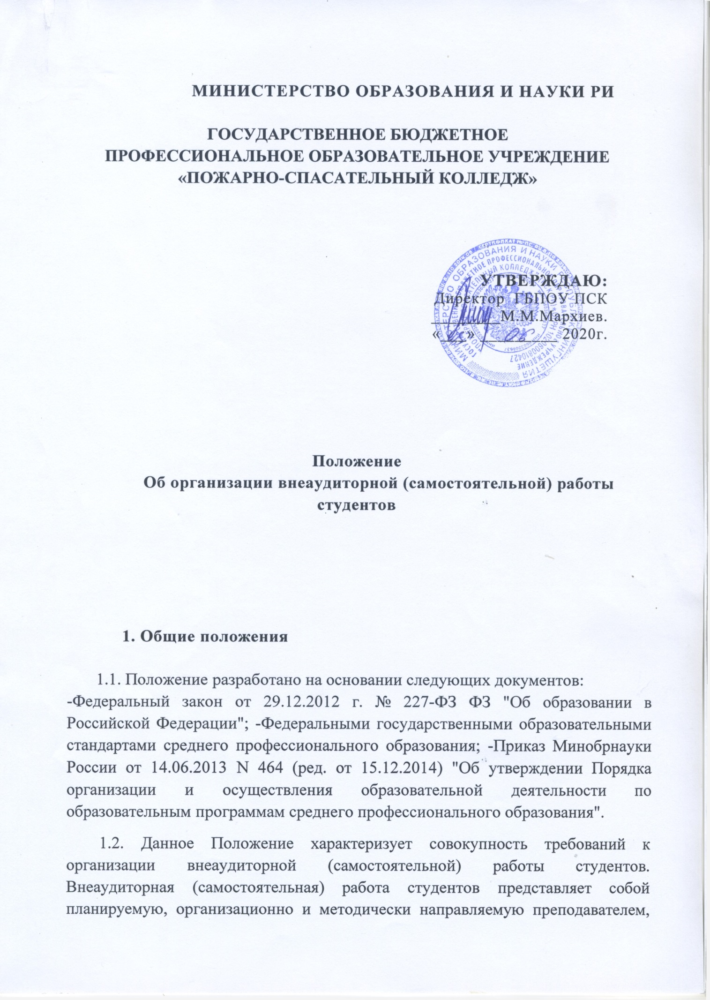 МИНИСТЕРСТВО ОБРАЗОВАНИЯ И НАУКИ РИ
ГОСУДАРСТВЕННОЕ БЮДЖЕТНОЕ
ПРОФЕССИОНАЛЬНОЕ ОБРАЗОВАТЕЛЬНОЕ УЧРЕЖДЕНИЕ
«ПОЖАРНО-СПАСАТЕЛЬНЫЙ КОЛЛЕДЖ»
УТВЕРЖДАЮ:
Директор ГБПОУ ПСК
М.М.Мархиев.
« » 2020г.
Положение
Об организации внеаудиторной (самостоятельной) работы
студентов
1. Общие положения
1.1. Положение разработано на основании следующих документов:
-Федеральный закон от 29.12.2012 г. № 227-ФЗ ФЗ "Об образовании в
Российской Федерации"; -Федеральными государственными образовательными
стандартами среднего профессионального образования; -Приказ Минобрнауки
России от 14.06.2013 N 464 (ред. от 15.12.2014) "Об утверждении Порядка
организации и осуществления образовательной деятельности по
образовательным программам среднего профессионального образования".
1.2. Данное Положение характеризует совокупность требований к
организации внеаудиторной (самостоятельной) работы студентов.
Внеаудиторная (самостоятельная) работа студентов представляет собой
планируемую, организационно и методически направляемую преподавателем,